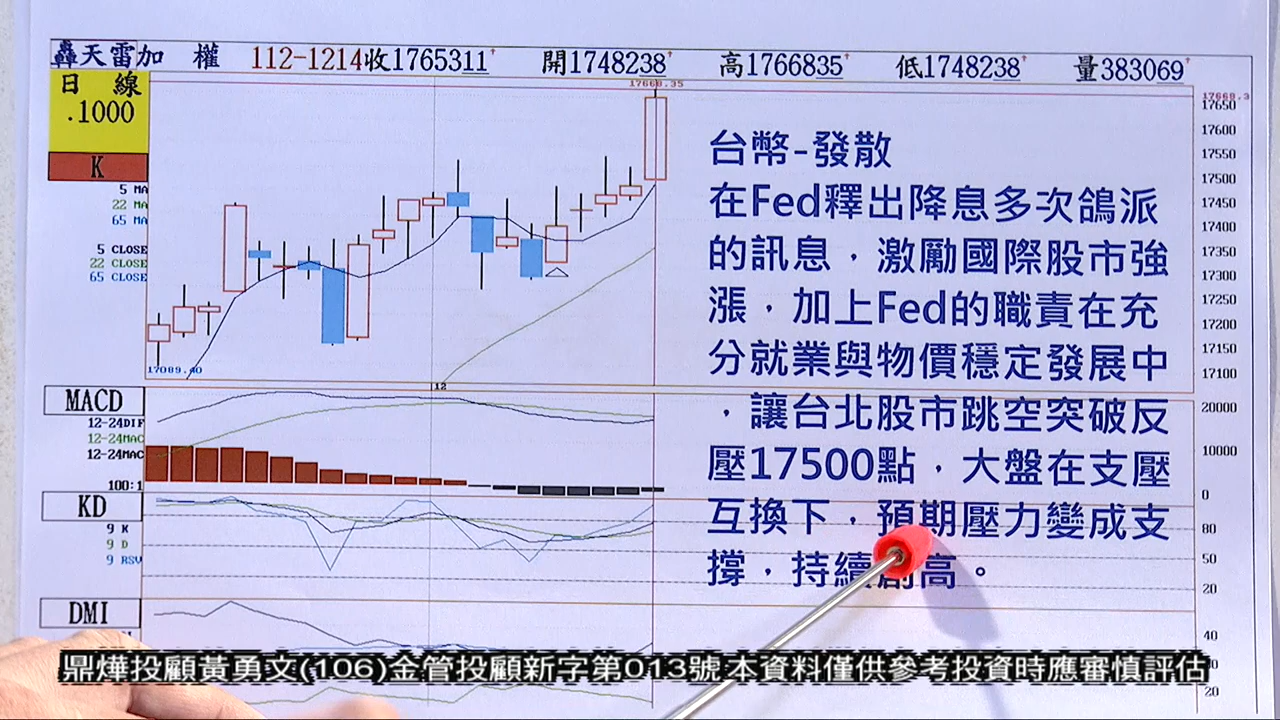 轟天雷加 權 112-1214收1765311 開1748238 高1766835 低1748238 量383069
日 線
.1000
K
5 MA
22 MA
65 MA
5 CLOSE
22 CLOSE
65 CLOSE
17668.35
17089.40
12
17668.3
17650
17600
17550
17500
17450
17400
17350
17300
17250
17200
17150
17100
台幣-發散
在Fed釋出降息多次鴿派
的訊息，激勵國際股市強
漲，加上Fed的職責在充
分就業與物價穩定發展中
，讓台北股市跳空突破反
壓17500點，大盤在支壓
互換下，預期壓力變成支
撐，持續創高。
MACD
12-24DIF
12-24MAC
12-24MAC
100:1
20000
10000
0
KD
9 K
9 D
9 RSV
80
50
20
DMI
40
20
鼎燁投顧黃勇文(106)金管投顧新字第013號 本資料僅供參考投資時應審慎評估